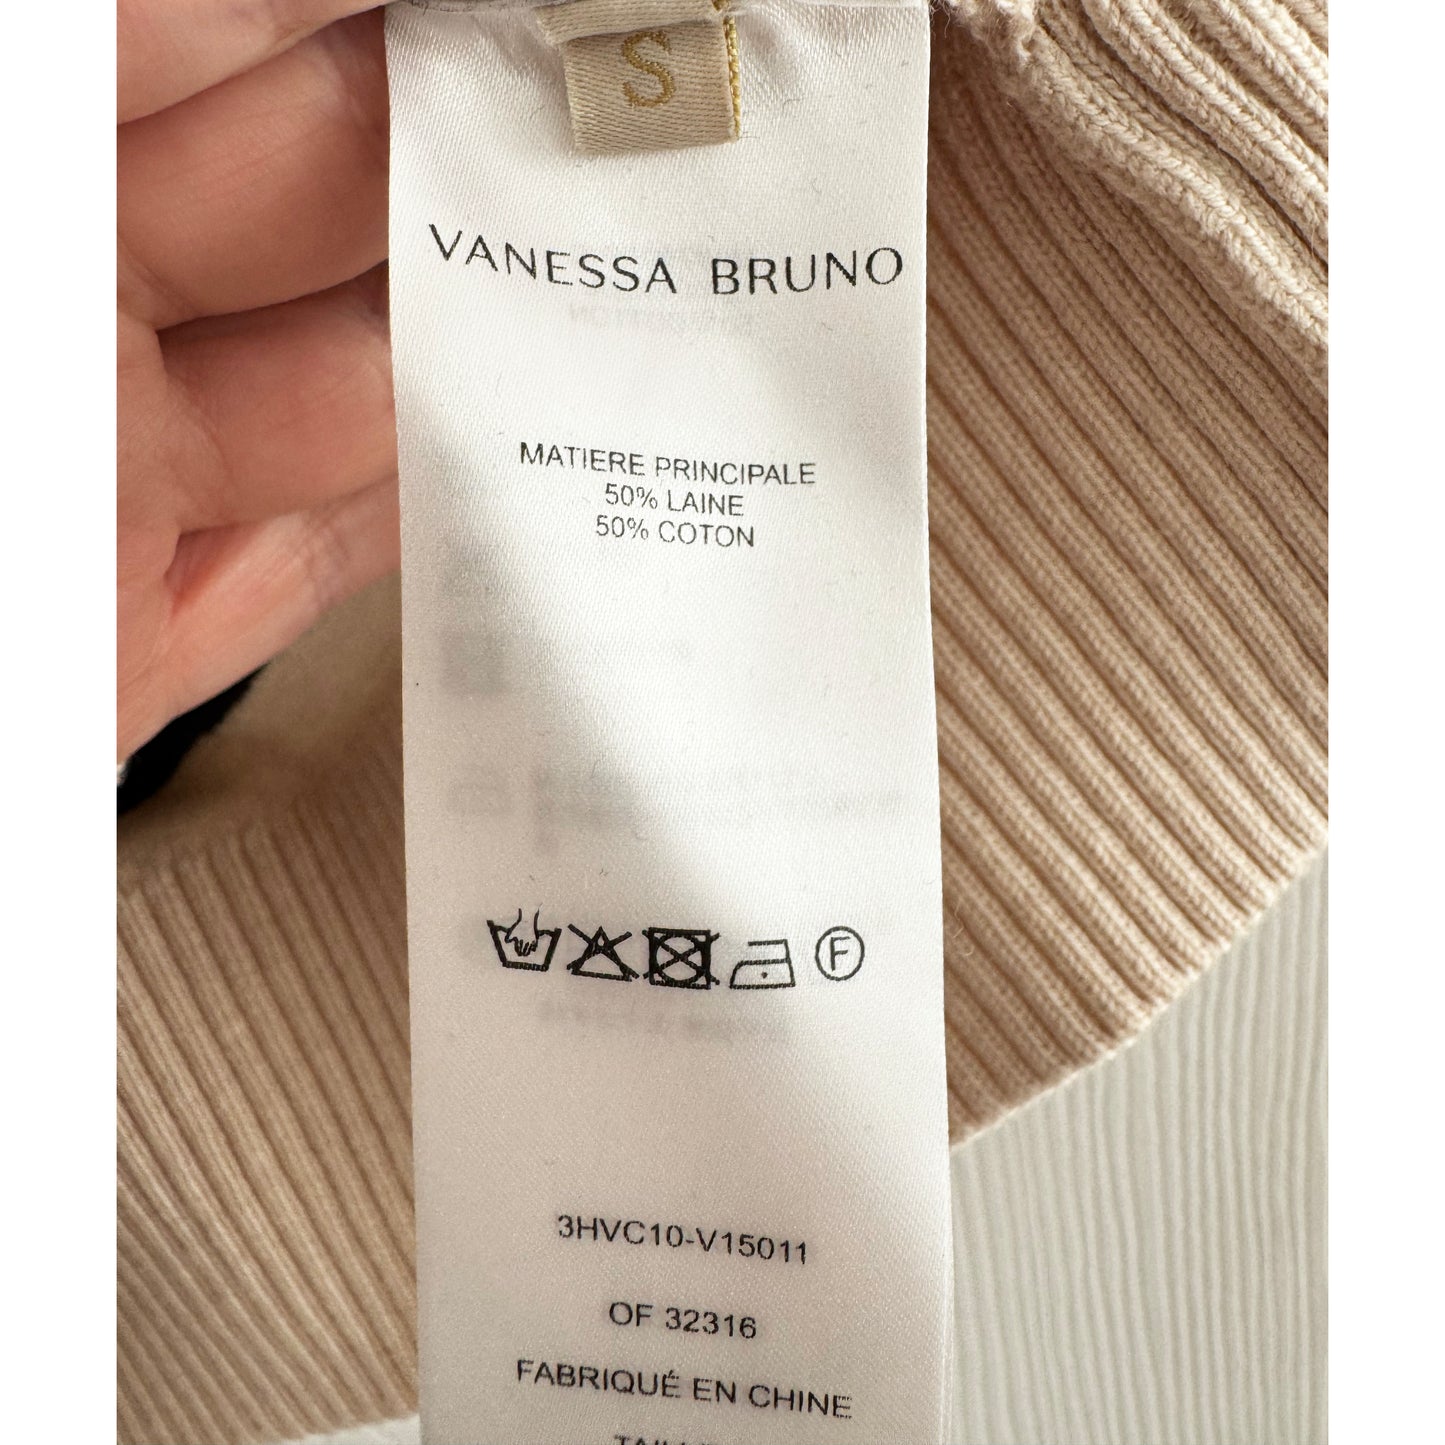 S
VANESSA BRUNO
MATIERE PRINCIPALE
50% LAINE
50% COTON
F
3HVC10-V15011
OF 32316
FABRIQUÉ EN CHINE